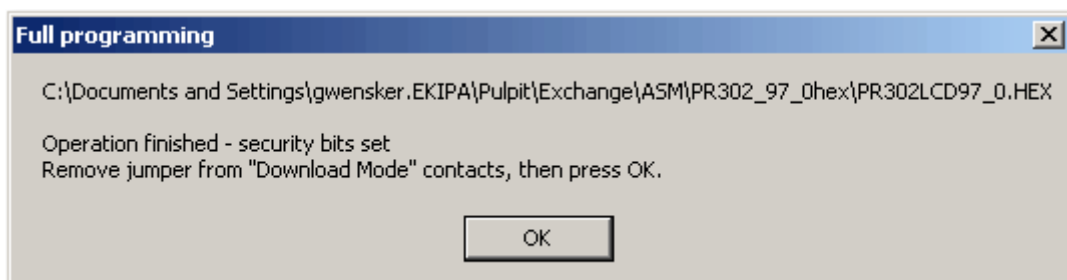 Full programming
C:\Documents and Settings\gwensker.EKIPA\Pulpit\Exchange\ASM\PR302_97_0hex\PR302LCD97_0.HEX
Operation finished - security bits set
Remove jumper from "Download Mode" contacts, then press OK.
OK